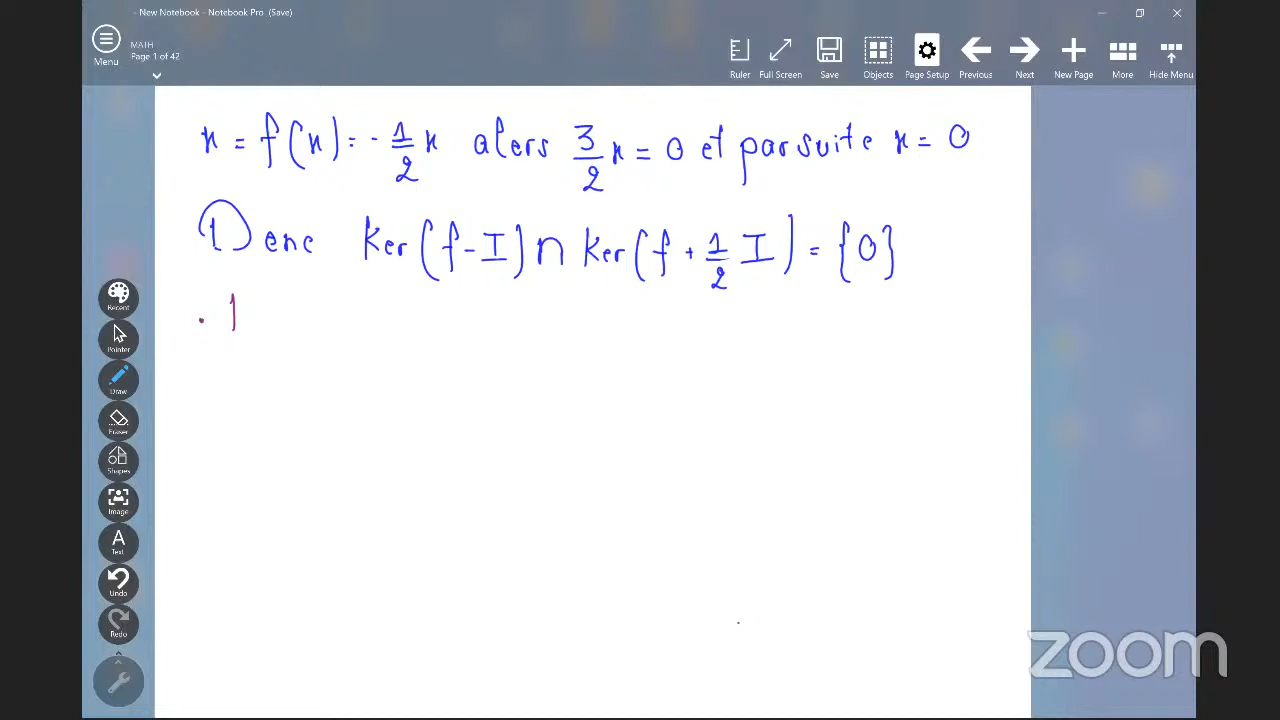 - New Notebook - Notebook Pro (Save)
Menu
MATH
Page 1 of 42
Ruler
Full Screen
Save
Objects
Page Setup
Previous
Next
New Page
More
Hide Menu
x = f(x) = -1/2 x alors 3/2 x = 0 et par suite x = 0
Donc Ker(f - I) ∩ Ker(f + 1/2 I) = {0}
Recent
Pointer
Draw
Eraser
Shapes
Image
A
Text
Undo
Redo
zoom